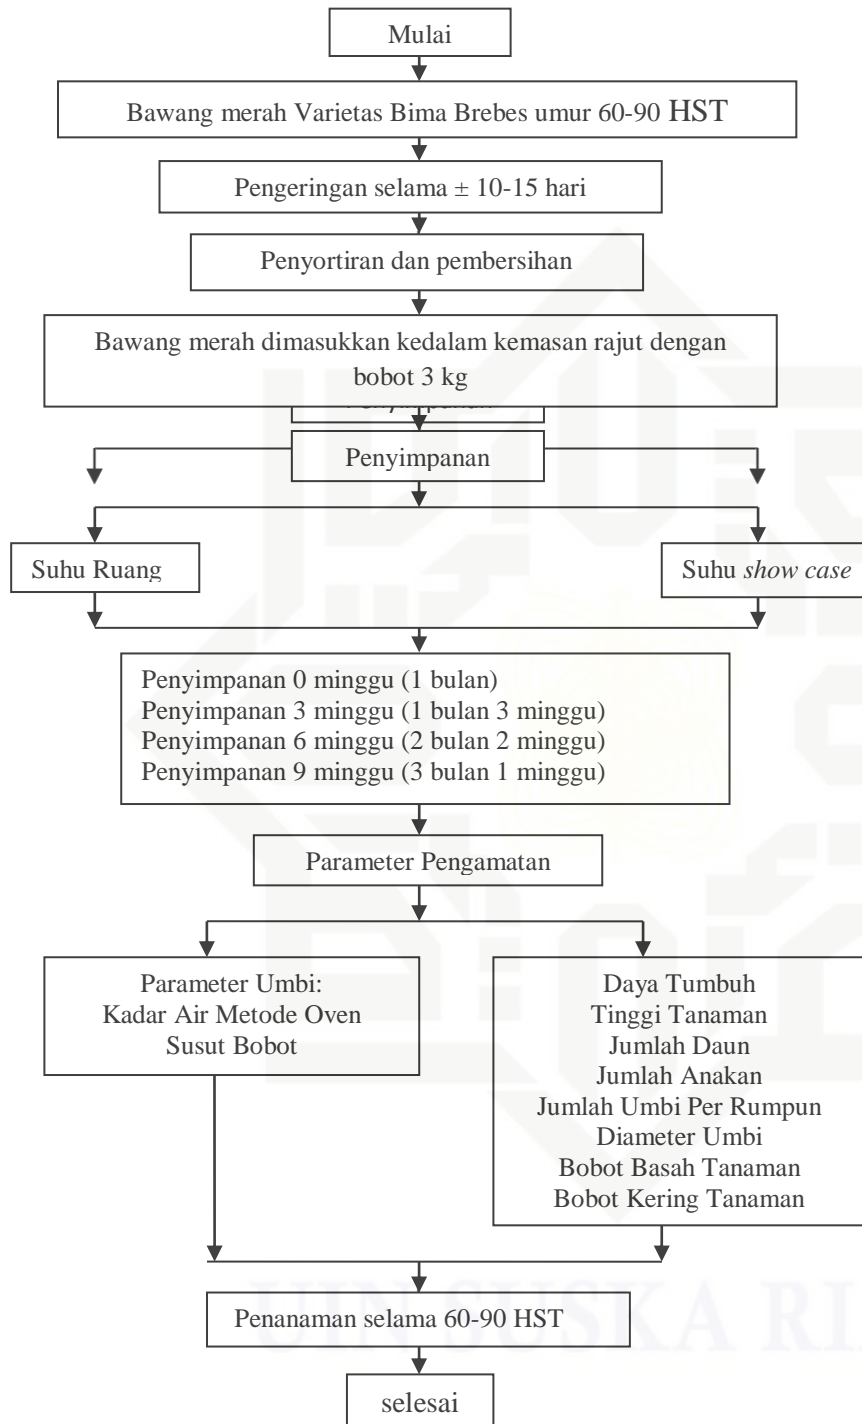 Mulai
Bawang merah Varietas Bima Brebes umur 60-90 HST
Pengeringan selama ± 10-15 hari
Penyortiran dan pembersihan
Bawang merah dimasukkan kedalam kemasan rajut dengan
bobot 3 kg
Penyimpanan
Suhu Ruang
Suhu show case
Penyimpanan 0 minggu (1 bulan)
Penyimpanan 3 minggu (1 bulan 3 minggu)
Penyimpanan 6 minggu (2 bulan 2 minggu)
Penyimpanan 9 minggu (3 bulan 1 minggu)
Parameter Pengamatan
Parameter Umbi:
Kadar Air Metode Oven
Susut Bobot
Daya Tumbuh
Tinggi Tanaman
Jumlah Daun
Jumlah Anakan
Jumlah Umbi Per Rumpun
Diameter Umbi
Bobot Basah Tanaman
Bobot Kering Tanaman
Penanaman selama 60-90 HST
UIN SUSKA RI
selesai